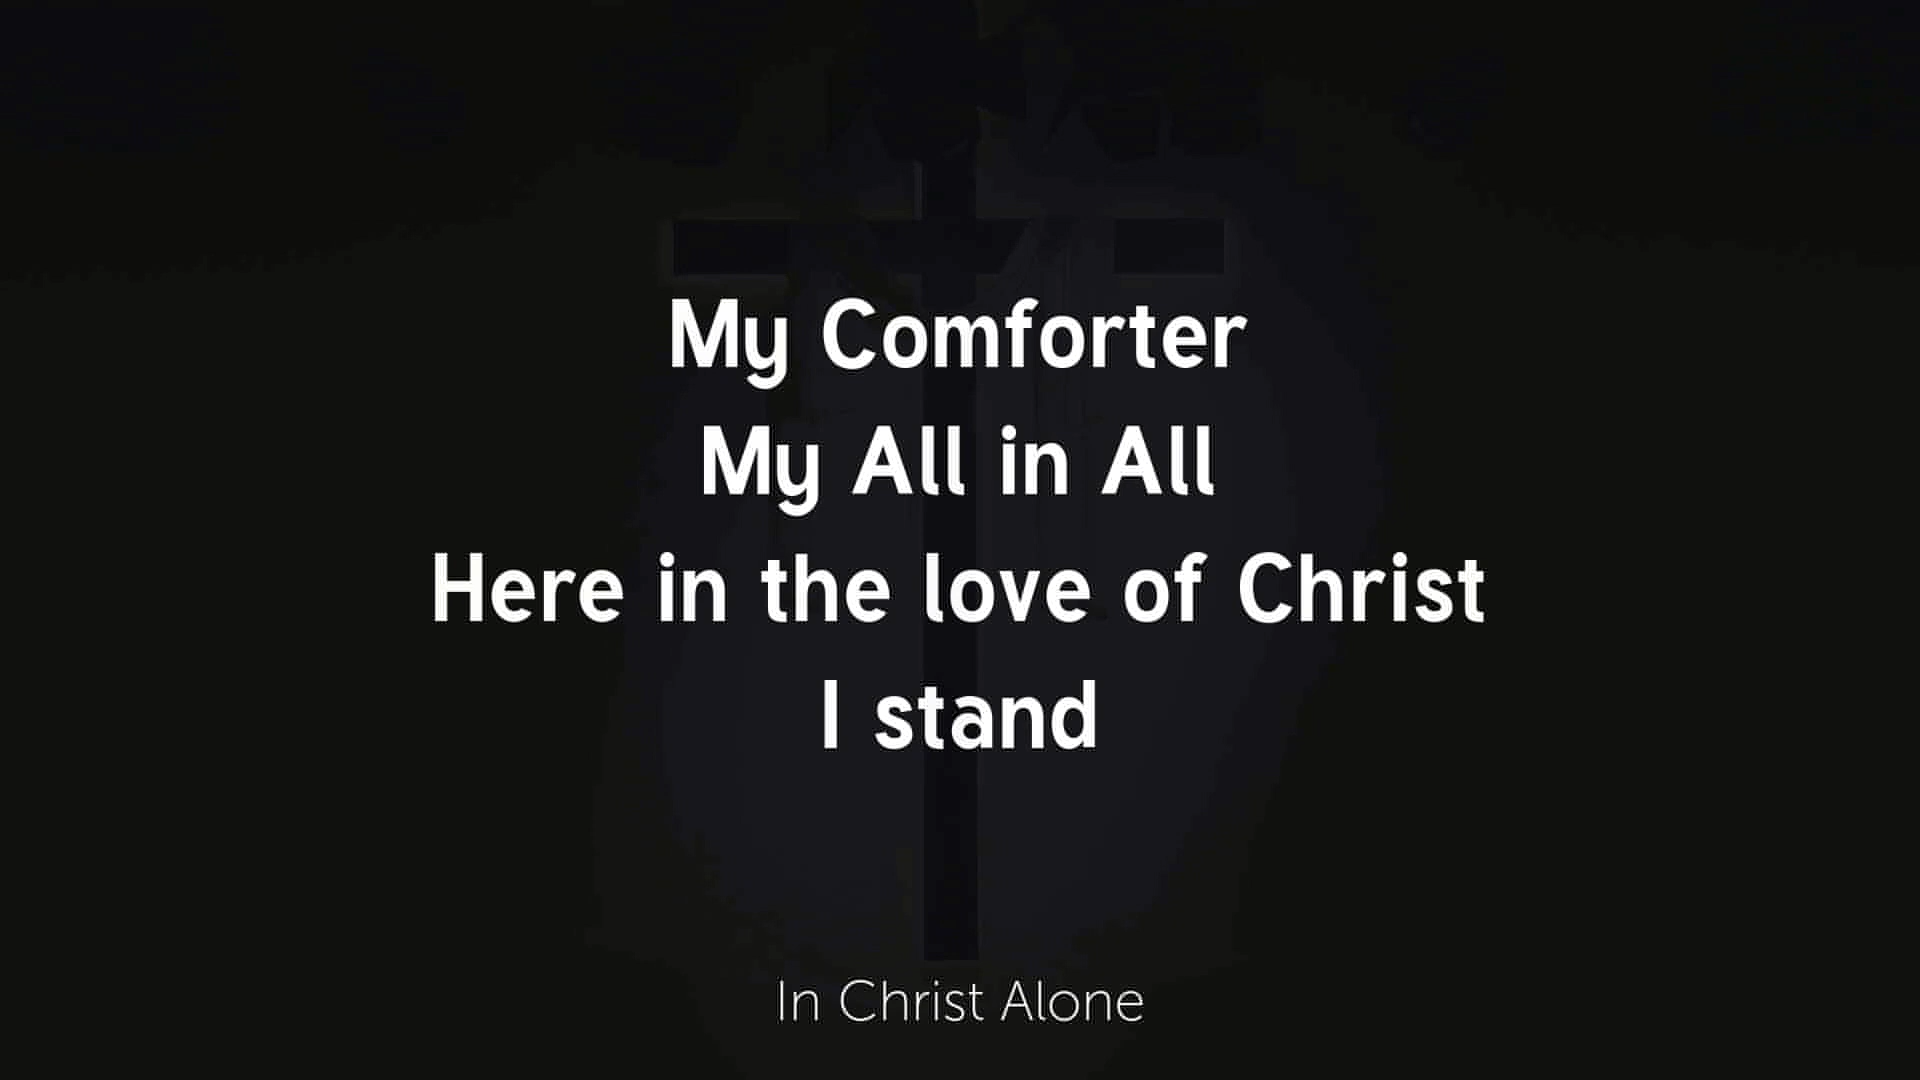 My Comforter
My All in All
Here in the love of Christ
I stand
In Christ Alone